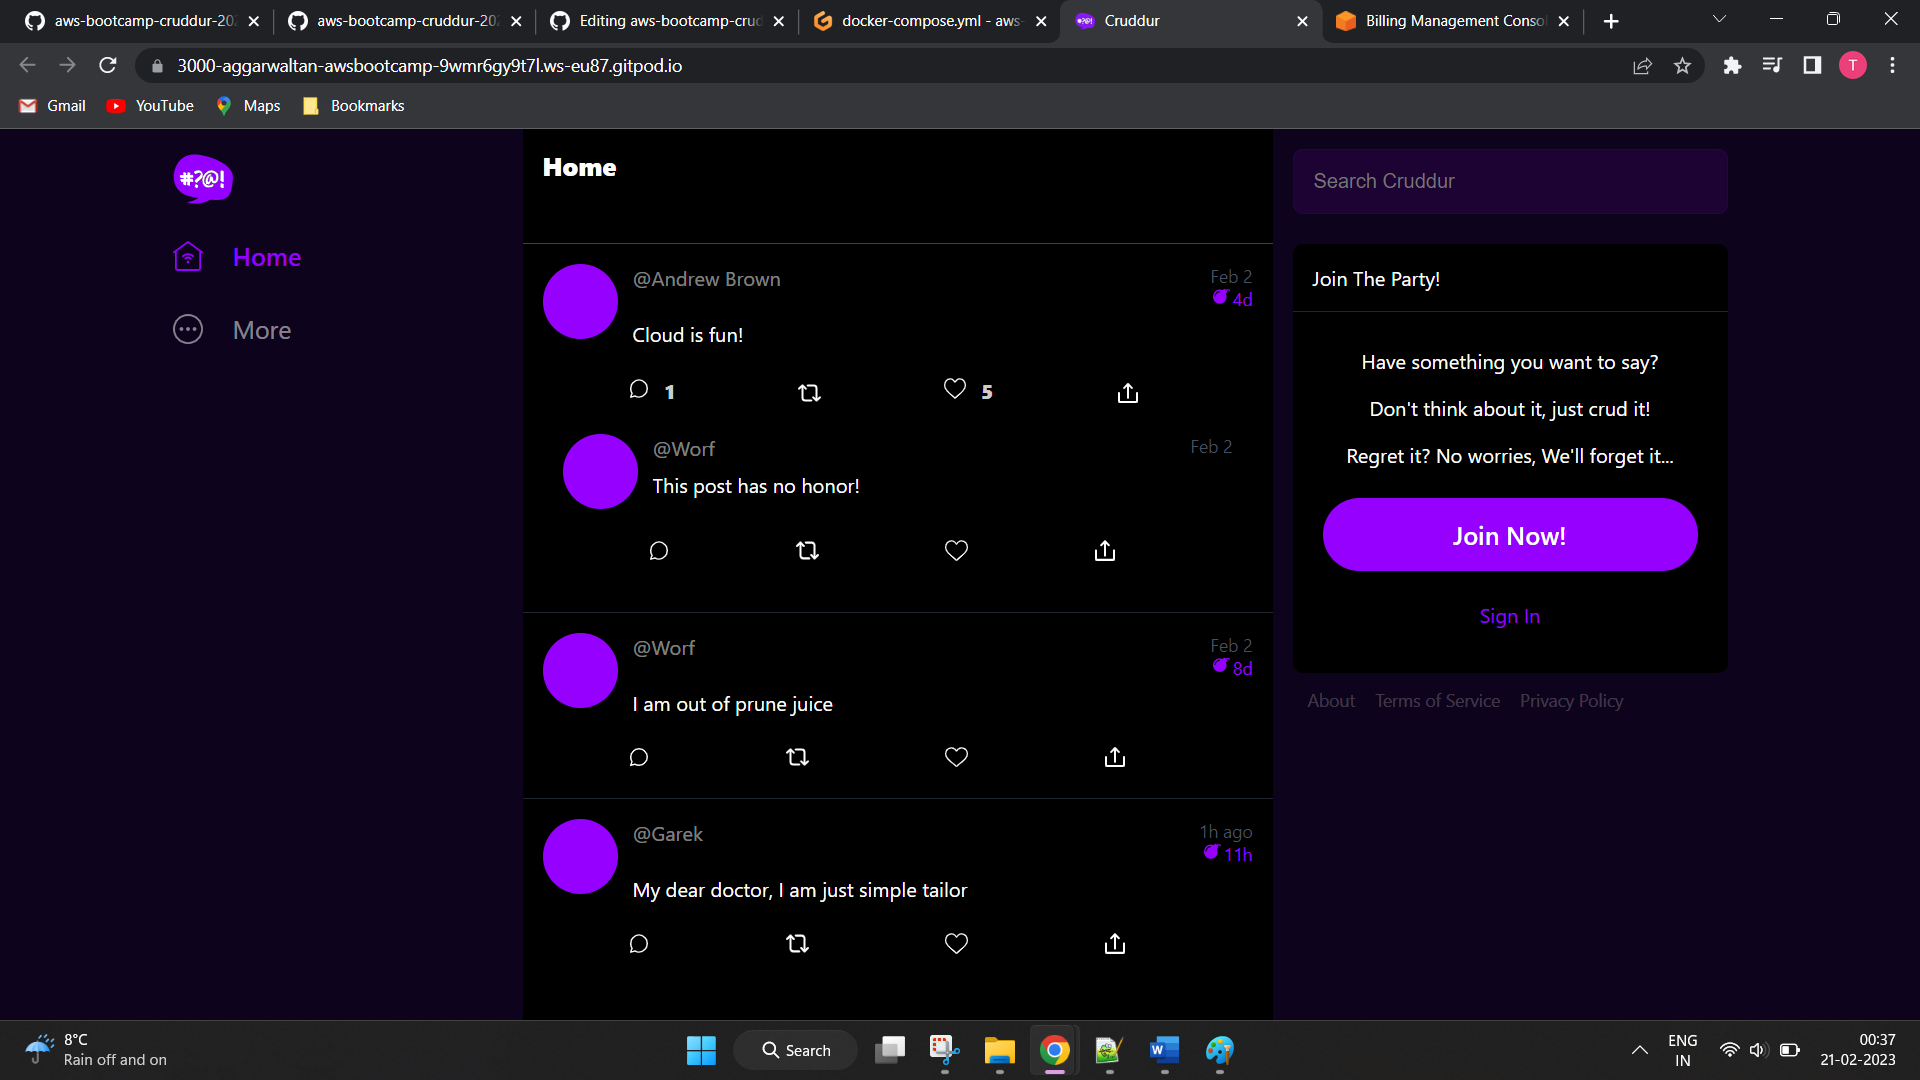 aws-bootcamp-cruddur-20
aws-bootcamp-cruddur-20
Editing aws-bootcamp-crud
docker-compose.yml - aws-
Cruddur
Billing Management Conso
3000-aggarwaltan-awsbootcamp-9wmr6gy9t7l.ws-eu87.gitpod.io
T
Gmail
YouTube
Maps
Bookmarks
#?@!
Home
More
Home
@Andrew Brown
Feb 2
4d
Cloud is fun!
1
5
@Worf
Feb 2
This post has no honor!
@Worf
Feb 2
8d
I am out of prune juice
@Garek
1h ago
11h
My dear doctor, I am just simple tailor
Search Cruddur
Join The Party!
Have something you want to say?
Don't think about it, just crud it!
Regret it? No worries, We'll forget it...
Join Now!
Sign In
About Terms of Service Privacy Policy
8°C
Rain off and on
Search
ENG
IN
00:37
21-02-2023